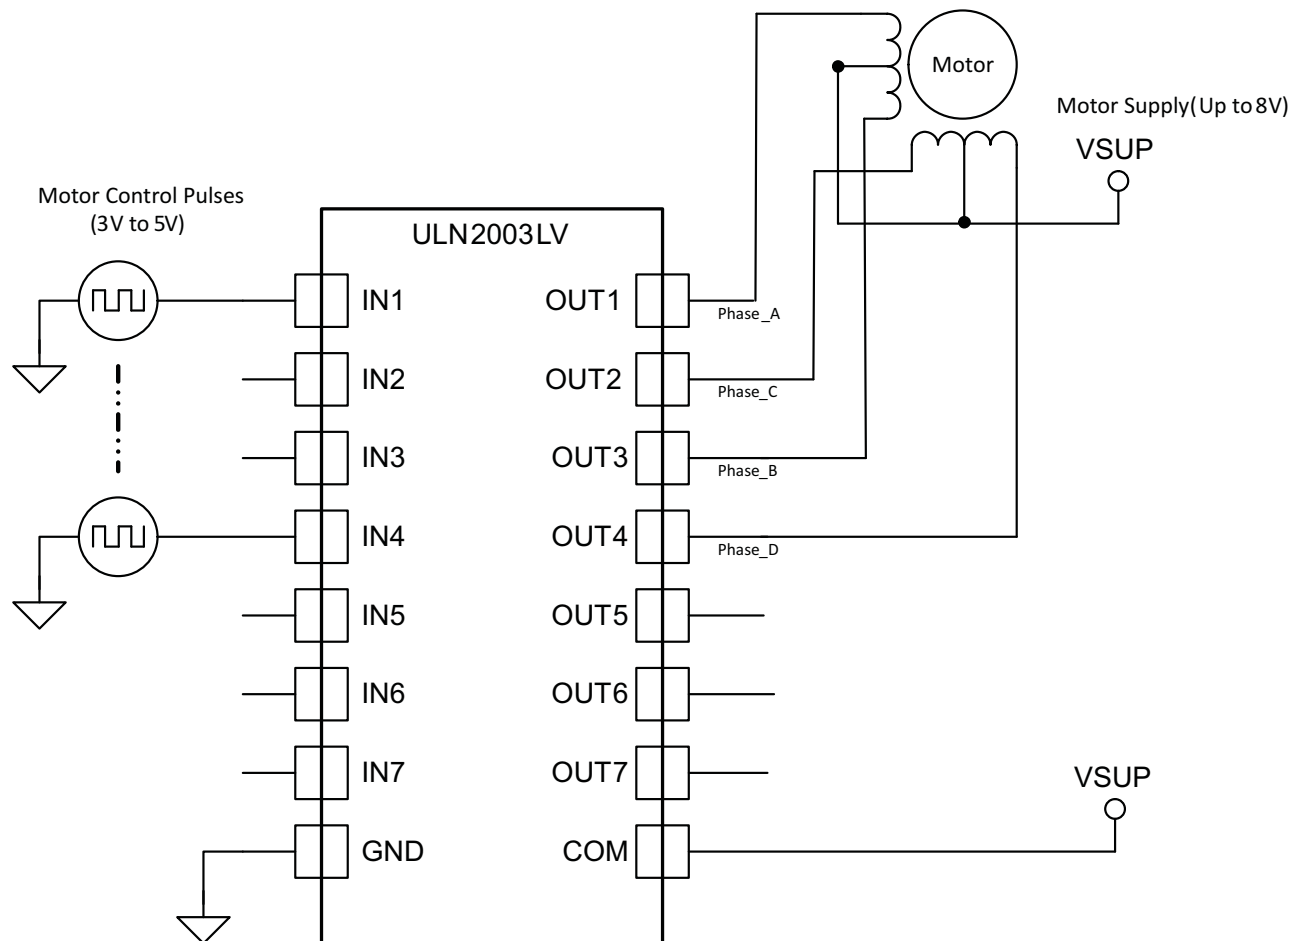 Motor
Motor Supply(Up to 8V)
VSUP
Motor Control Pulses
(3V to 5V)
ULN2003LV
IN1
OUT1
Phase_A
IN2
OUT2
Phase_C
IN3
OUT3
Phase_B
IN4
OUT4
Phase_D
IN5
OUT5
IN6
OUT6
IN7
OUT7
VSUP
GND
COM